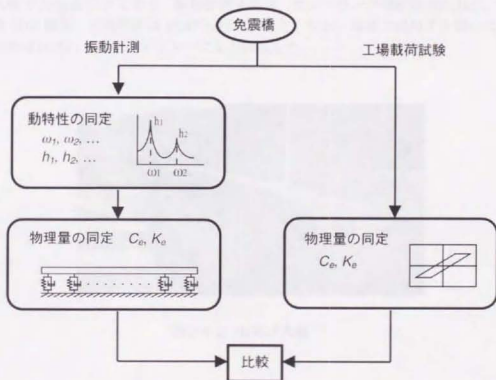 免震橋
振動計測
工場載荷試験
動特性の同定
ω1, ω2, ...
h1, h2, ...
h1
h2
ω1 ω2
物理量の同定 Ce, Ke
物理量の同定
Ce, Ke
比較